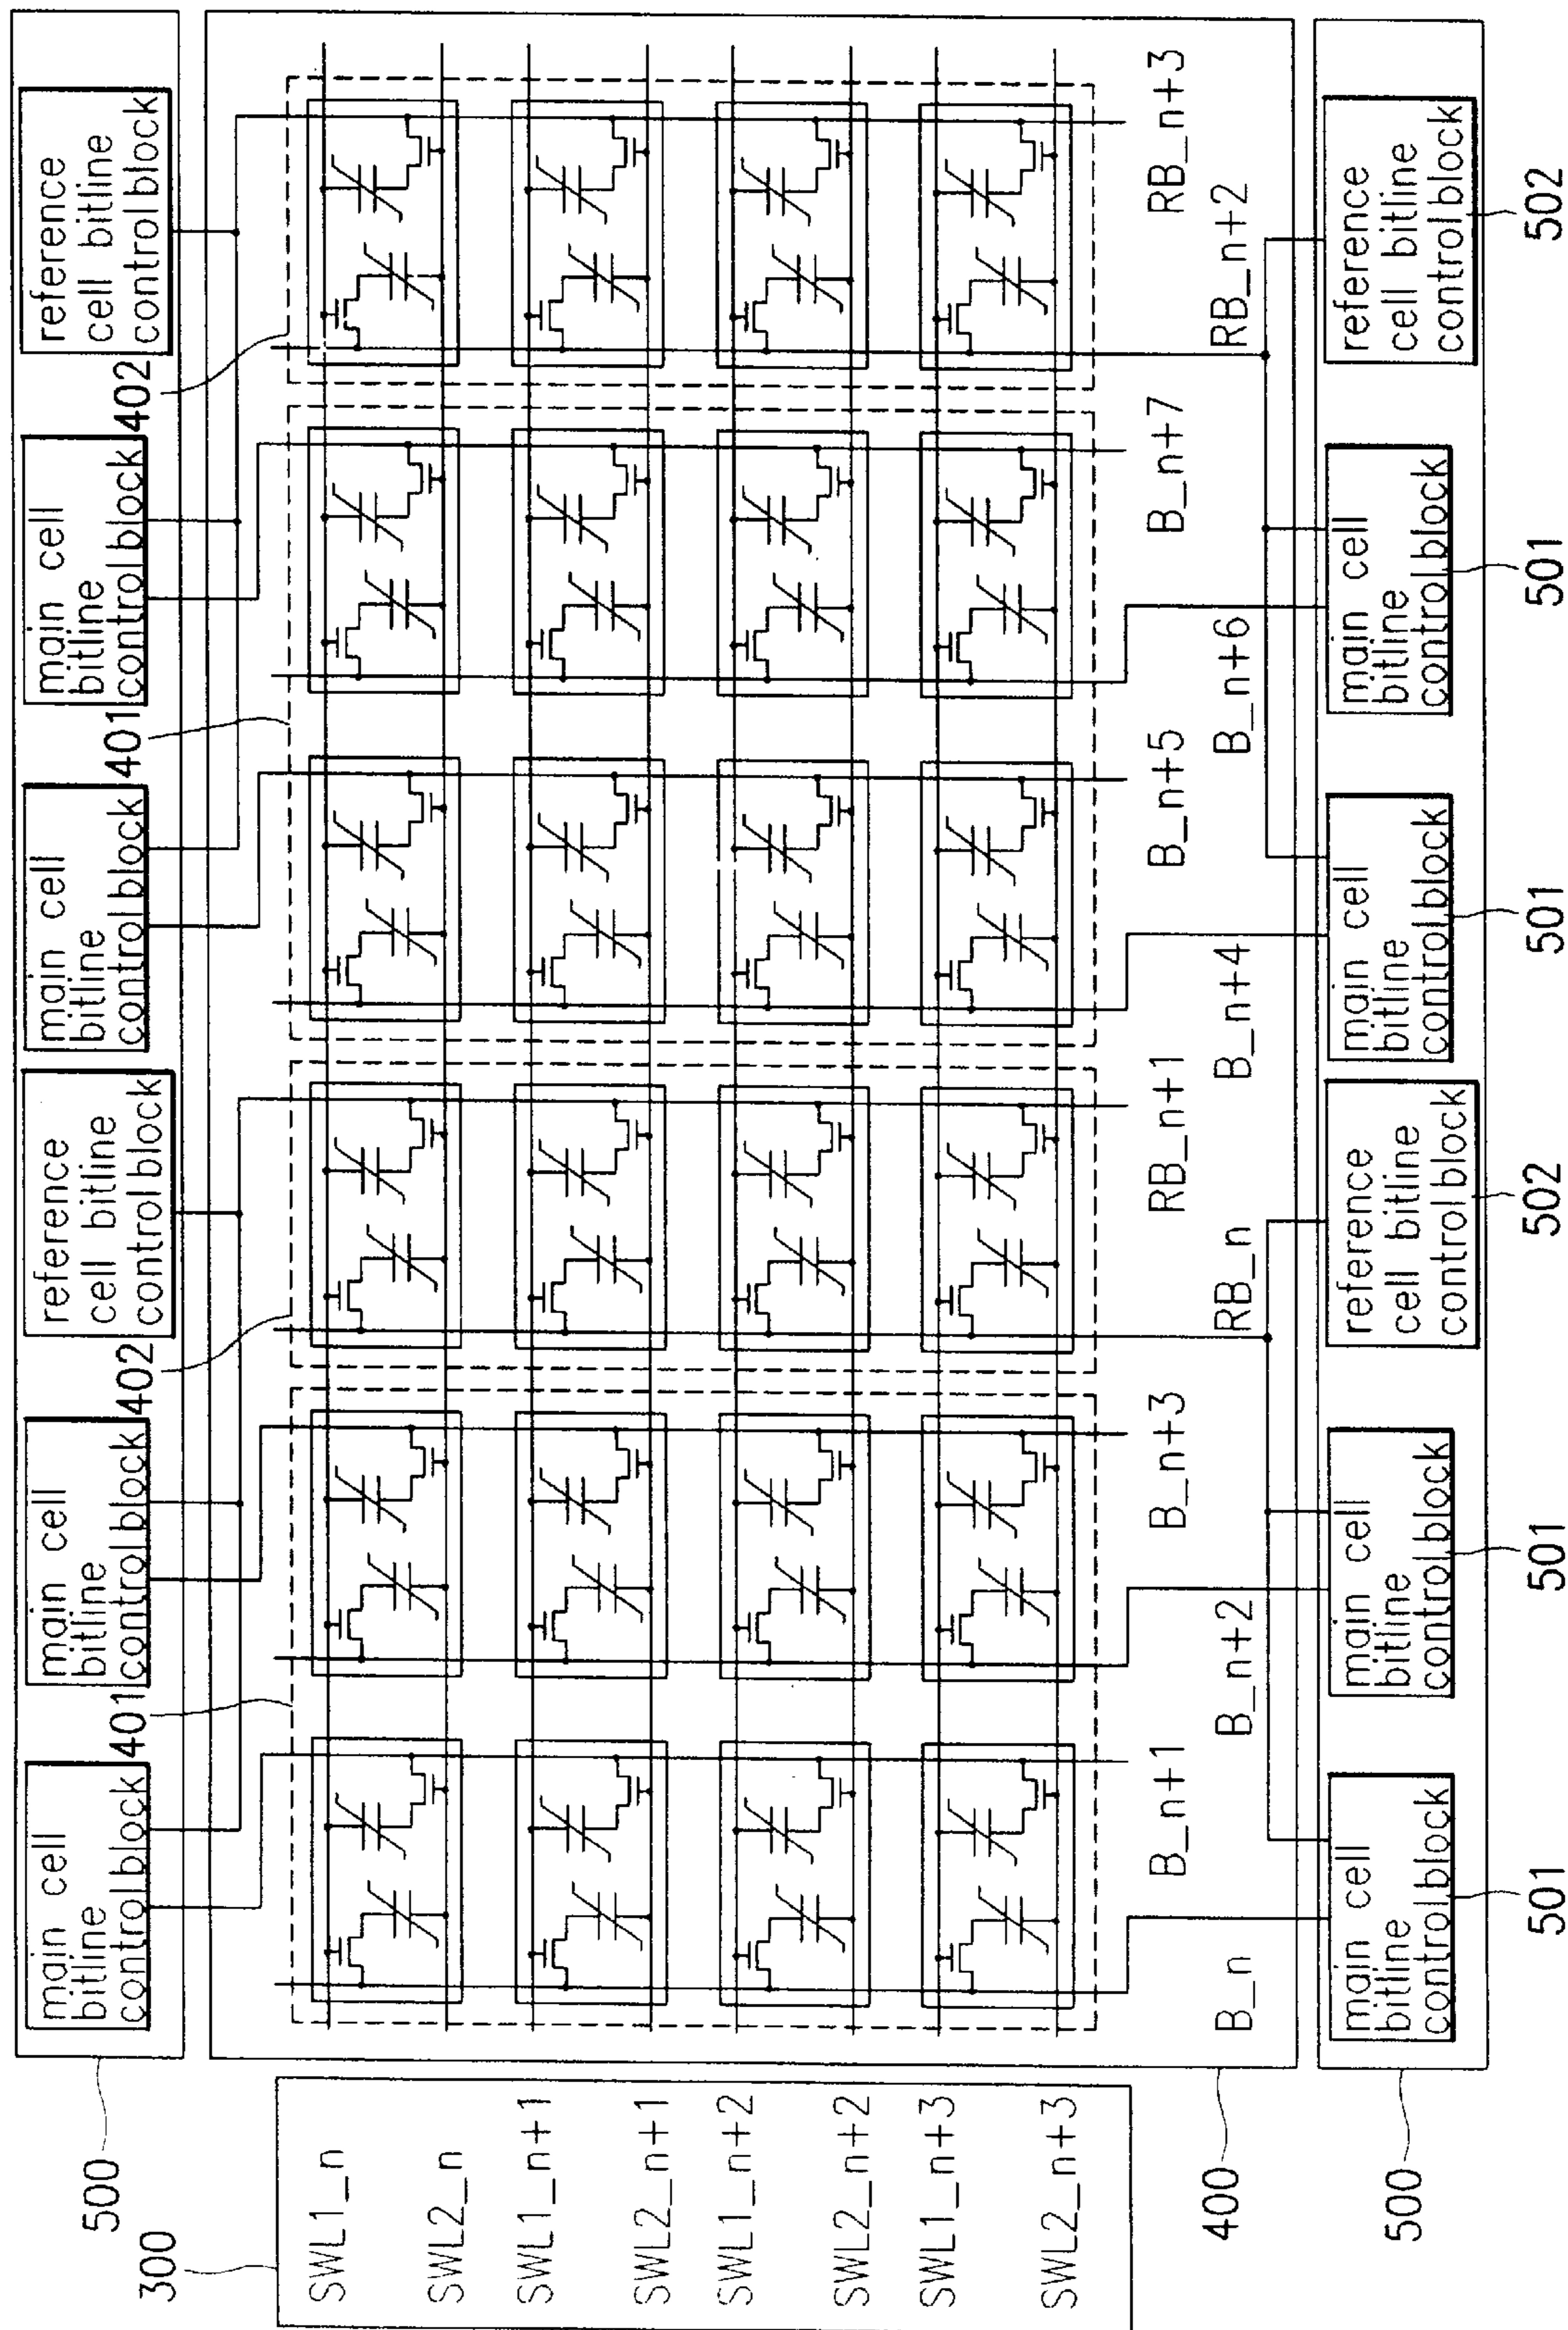 main cell
bitline
control block
main cell
bitline
control block
reference
cell bitline
control block
main cell
bitline
control block
main cell
bitline
control block
reference
cell bitline
control block
500
401
402
401
402
300
SWL1_n
SWL2_n
SWL1_n+1
SWL2_n+1
SWL1_n+2
SWL2_n+2
SWL1_n+3
SWL2_n+3
B_n+1
B_n+3
RB_n+1
B_n+5
B_n+7
RB_n+3
400
B_n
B_n+2
RB_n
B_n+4
B_n+6
RB_n+2
main cell
bitline
control block
main cell
bitline
control block
reference
cell bitline
control block
main cell
bitline
control block
main cell
bitline
control block
reference
cell bitline
control block
500
501
501
502
501
501
502